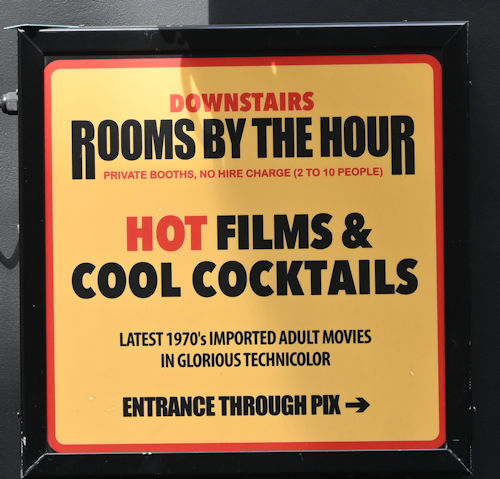 DOWNSTAIRS
ROOMS BY THE HOUR
PRIVATE BOOTHS, NO HIRE CHARGE (2 TO 10 PEOPLE)
HOT FILMS &
COOL COCKTAILS
LATEST 1970's IMPORTED ADULT MOVIES
IN GLORIOUS TECHNICOLOR
ENTRANCE THROUGH PIX →